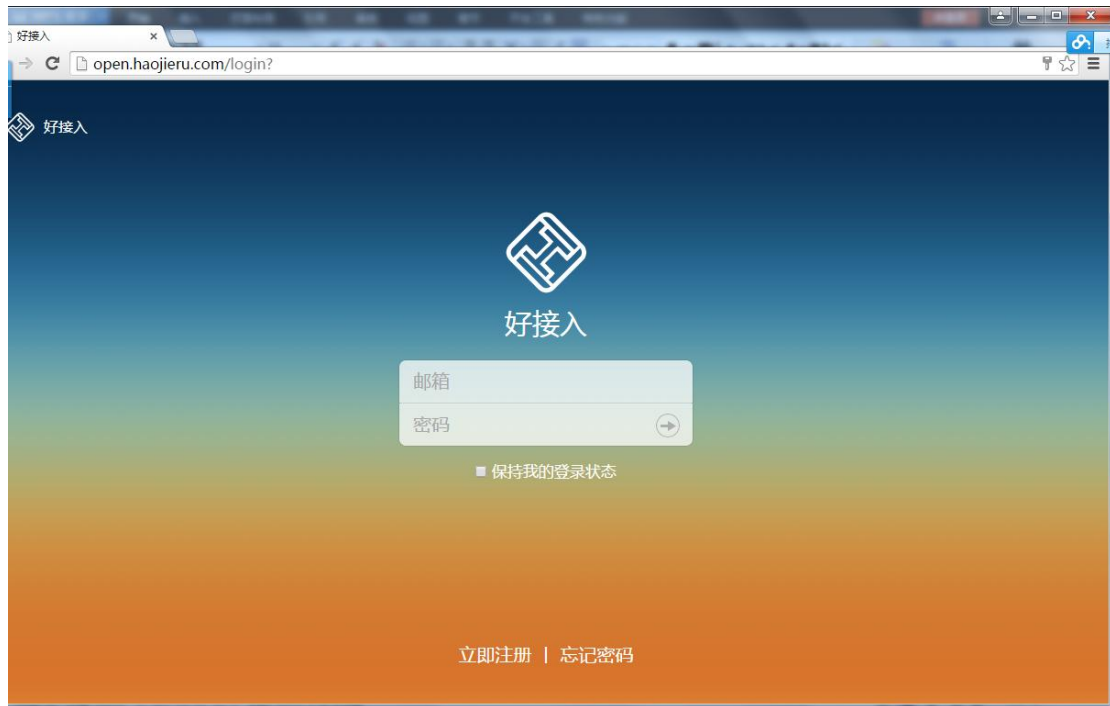 好接入
open.haojieru.com/login?
好接入
好接入
邮箱
密码
保持我的登录状态
立即注册 | 忘记密码